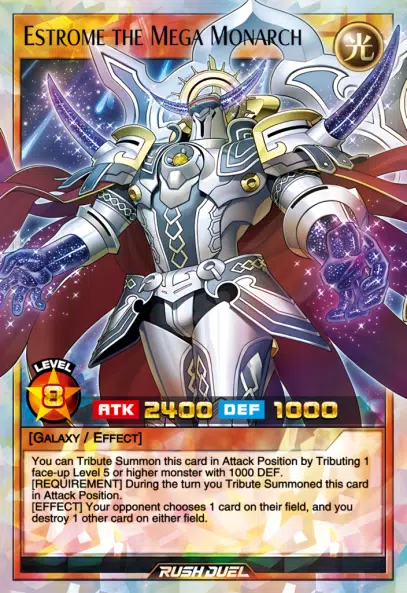 ESTROME THE MEGA MONARCH
光
LEVEL
8
ATK 2400 DEF 1000
[GALAXY / EFFECT]
You can Tribute Summon this card in Attack Position by Tributing 1
face-up Level 5 or higher monster with 1000 DEF.
[REQUIREMENT] During the turn you Tribute Summoned this card
in Attack Position.
[EFFECT] Your opponent chooses 1 card on their field, and you
destroy 1 other card on either field.
RUSH DUEL